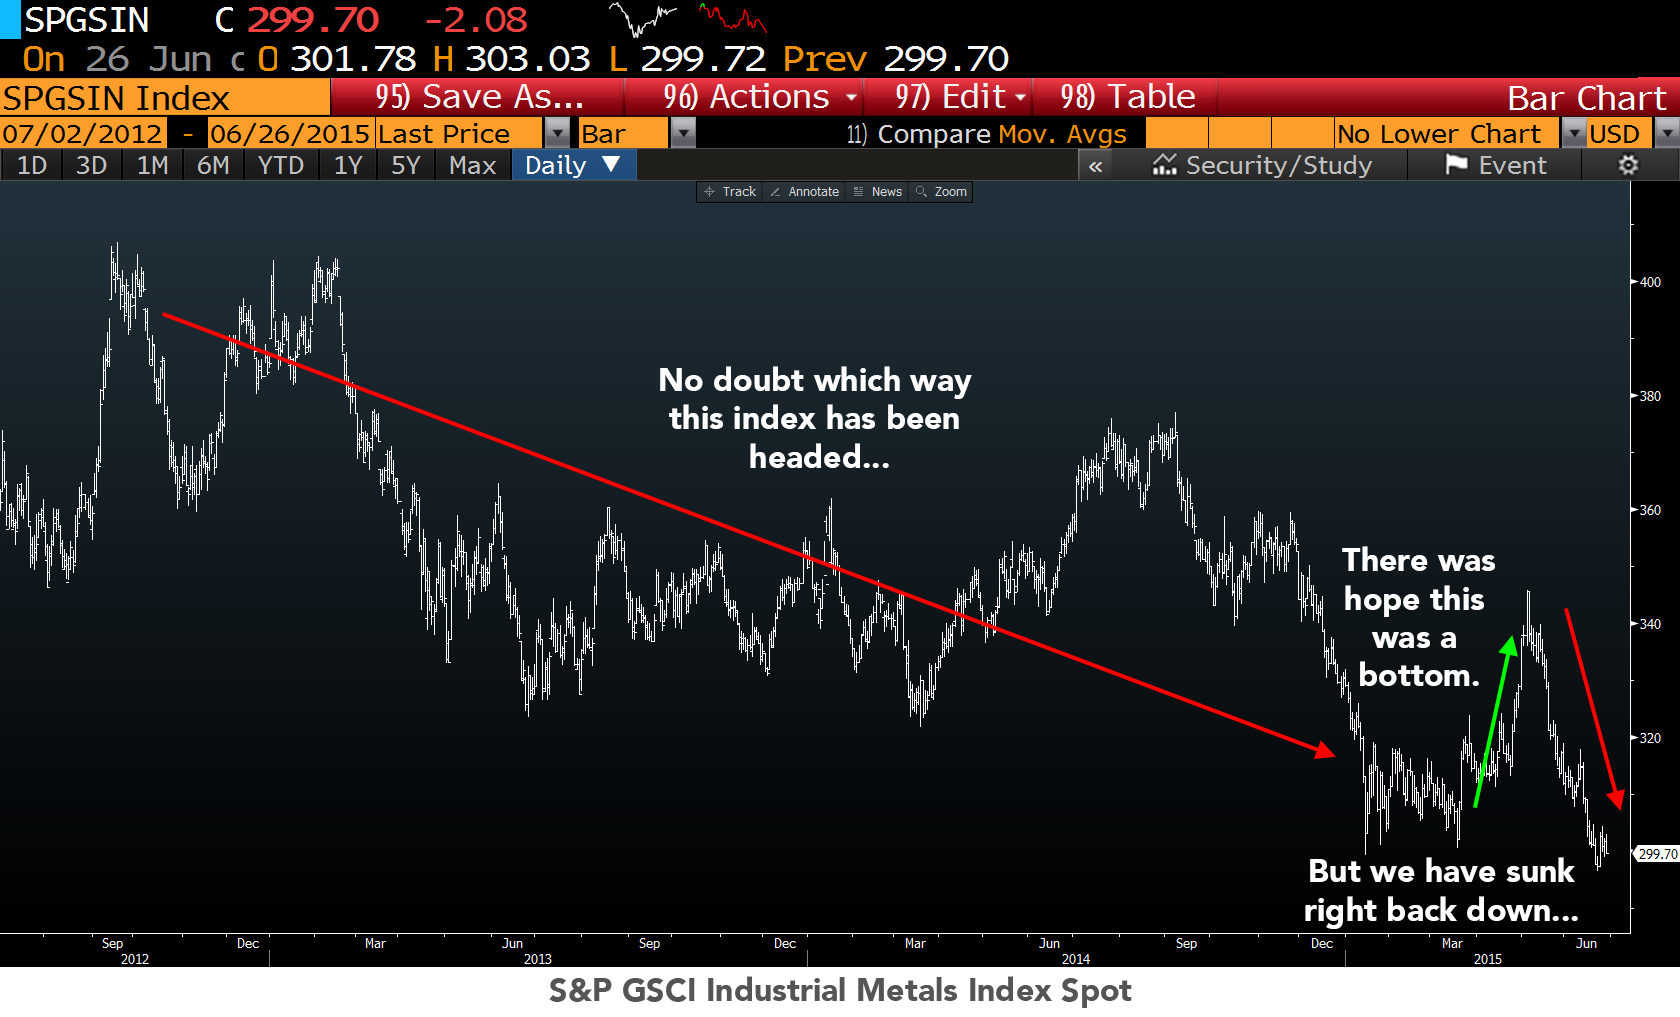 SPGSIN C 299.70 -2.08
On 26 Jun c O 301.78 H 303.03 L 299.72 Prev 299.70
SPGSIN Index 95) Save As... 96) Actions 97) Edit 98) Table Bar Chart
07/02/2012 - 06/26/2015 Last Price Bar 11) Compare Mov. Avgs No Lower Chart USD
1D 3D 1M 6M YTD 1Y 5Y Max Daily ▼ « Security/Study Event
Track Annotate News Zoom
400
No doubt which way
this index has been
headed...
380
360
There was
hope this
was a
bottom.
340
320
299.70
But we have sunk
right back down...
Sep Dec Mar Jun Sep Dec Mar Jun Sep Dec Mar Jun
2012 2013 2014 2015
S&P GSCI Industrial Metals Index Spot